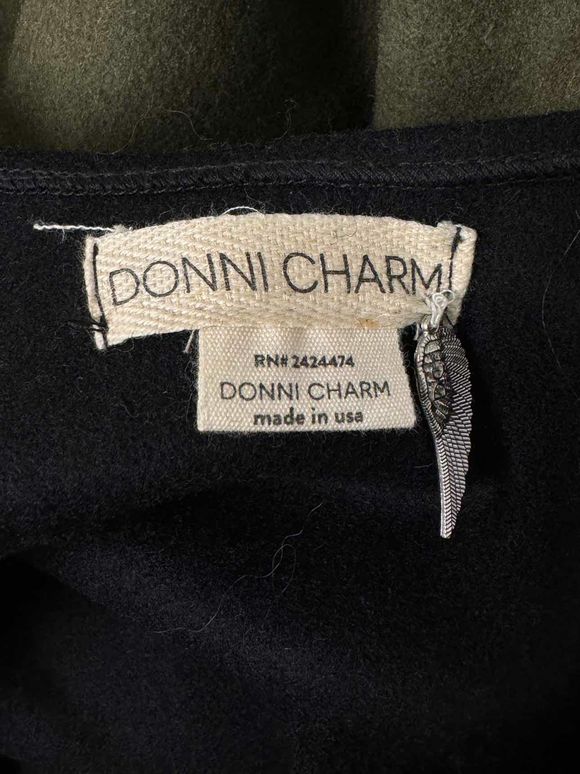 DONNI CHARM
RN# 2424474
DONNI CHARM
made in usa